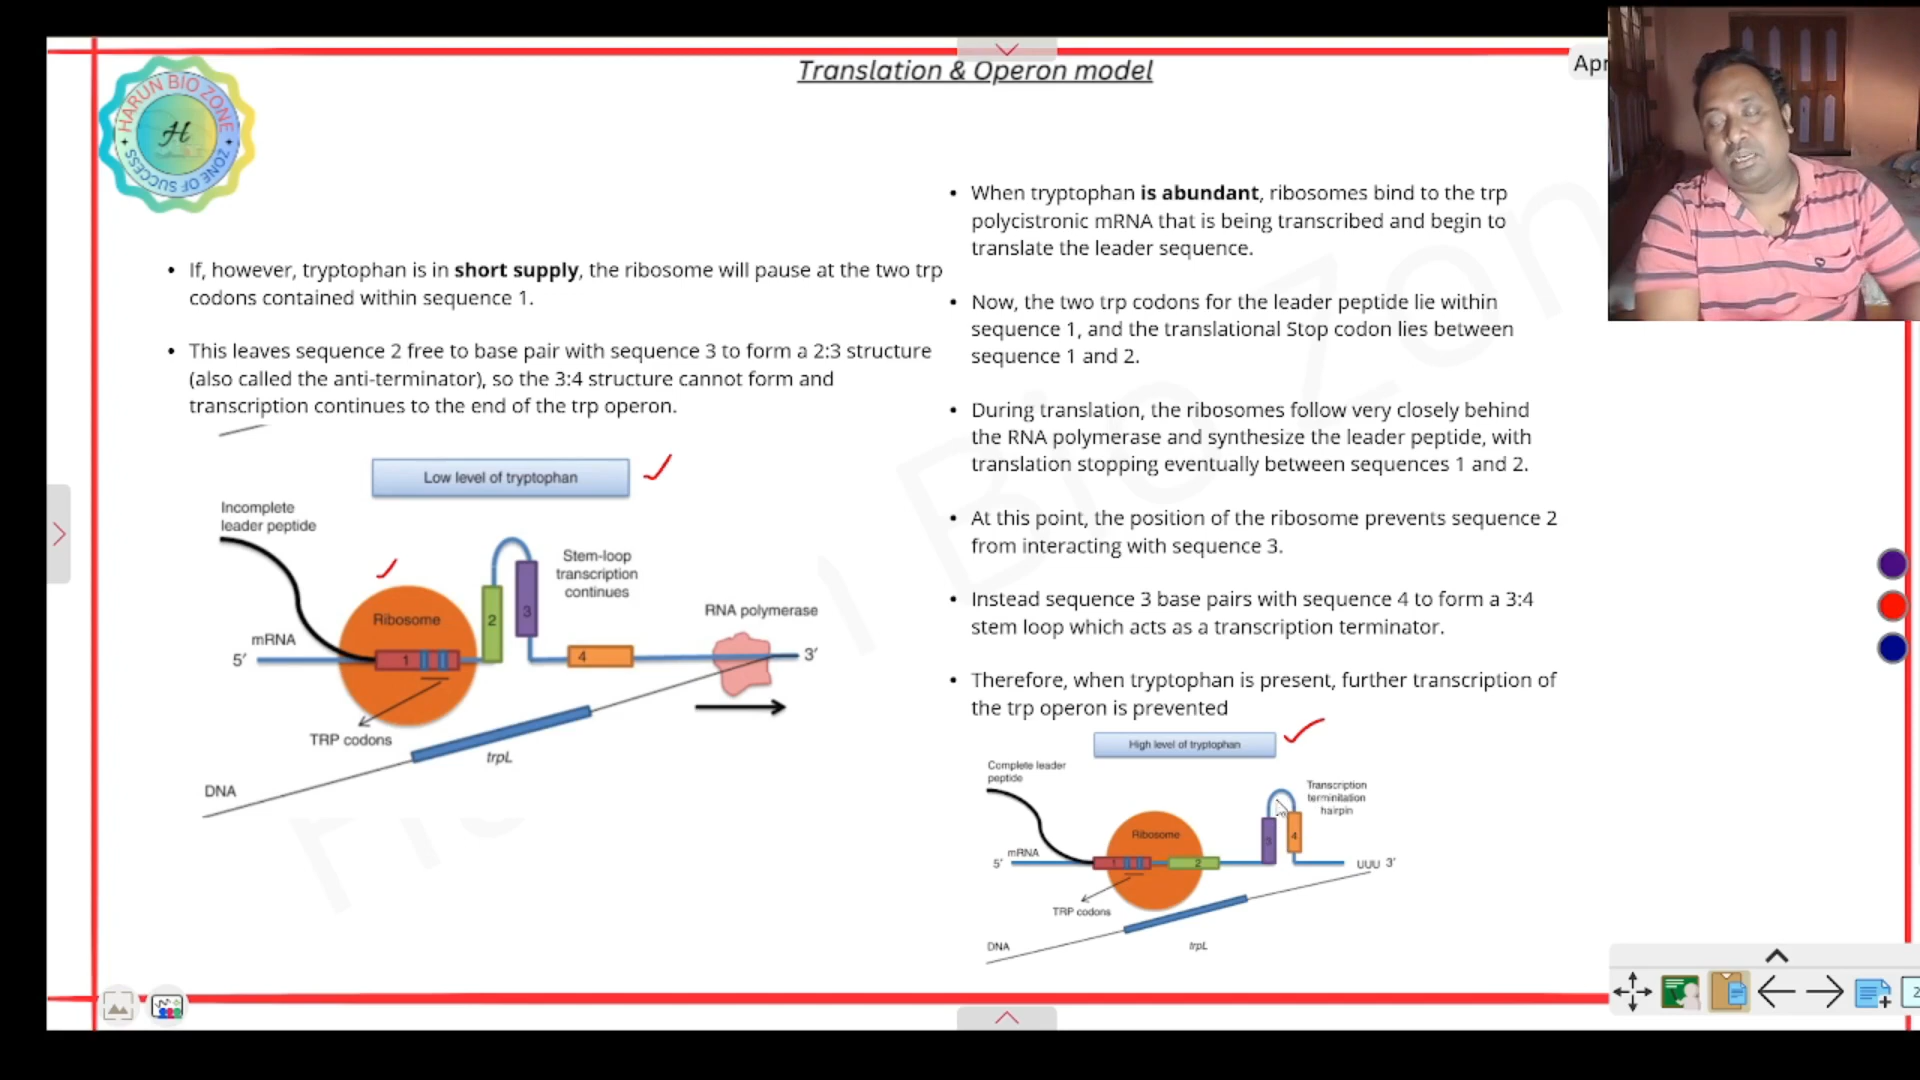 Translation & Operon model
Apr
HARUN BIO ZONE
H
ZONE OF SUCCESS
• If, however, tryptophan is in short supply, the ribosome will pause at the two trp
codons contained within sequence 1.
• This leaves sequence 2 free to base pair with sequence 3 to form a 2:3 structure
(also called the anti-terminator), so the 3:4 structure cannot form and
transcription continues to the end of the trp operon.
Low level of tryptophan
Incomplete
leader peptide
Stem-loop
transcription
continues
Ribosome
2
3
RNA polymerase
mRNA
5′
1
4
3′
TRP codons
trpL
DNA
• When tryptophan is abundant, ribosomes bind to the trp
polycistronic mRNA that is being transcribed and begin to
translate the leader sequence.
• Now, the two trp codons for the leader peptide lie within
sequence 1, and the translational Stop codon lies between
sequence 1 and 2.
• During translation, the ribosomes follow very closely behind
the RNA polymerase and synthesize the leader peptide, with
translation stopping eventually between sequences 1 and 2.
• At this point, the position of the ribosome prevents sequence 2
from interacting with sequence 3.
• Instead sequence 3 base pairs with sequence 4 to form a 3:4
stem loop which acts as a transcription terminator.
• Therefore, when tryptophan is present, further transcription of
the trp operon is prevented
High level of tryptophan
Complete leader
peptide
Transcription
terminitation
hairpin
Ribosome
3
4
mRNA
5′
1
2
UUU 3′
TRP codons
trpL
DNA
2